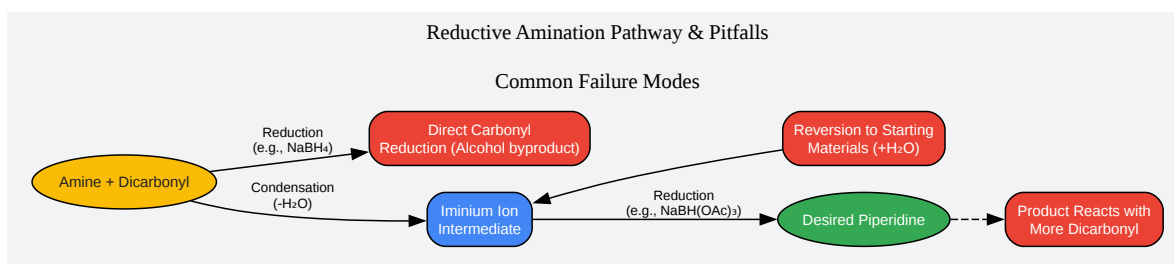 Reductive Amination Pathway & Pitfalls
Common Failure Modes
Amine + Dicarbonyl
Reduction
(e.g., NaBH₄)
Direct Carbonyl
Reduction (Alcohol byproduct)
Condensation
(-H₂O)
Iminium Ion
Intermediate
Reversion to Starting
Materials (+H₂O)
Reduction
(e.g., NaBH(OAc)₃)
Desired Piperidine
Product Reacts with
More Dicarbonyl